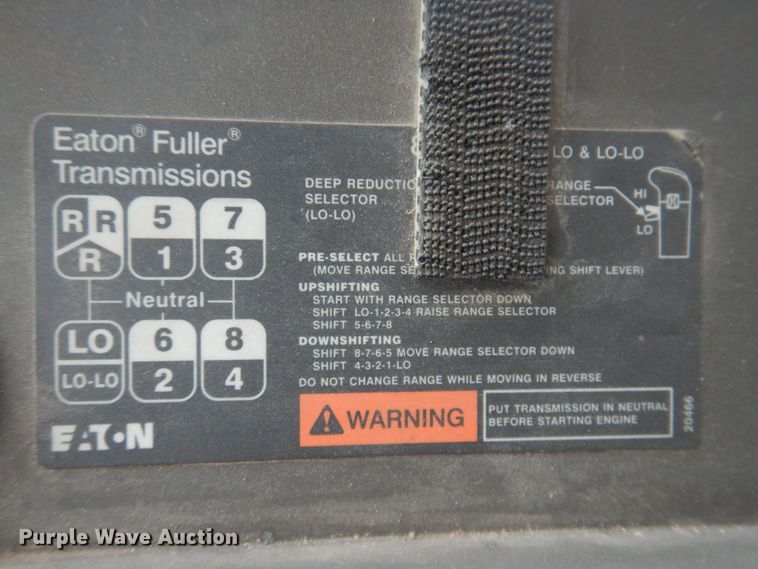 Eaton® Fuller®
Transmissions
LO & LO-LO
DEEP REDUCTIO
SELECTOR
(LO-LO)
RANGE
SELECTOR
HI
LO
R R 5 7
R 1 3
Neutral
LO 6 8
LO-LO 2 4
PRE-SELECT ALL
(MOVE RANGE SE
ING SHIFT LEVER)
UPSHIFTING
START WITH RANGE SELECTOR DOWN
SHIFT LO-1-2-3-4 RAISE RANGE SELECTOR
SHIFT 5-6-7-8
DOWNSHIFTING
SHIFT 8-7-6-5 MOVE RANGE SELECTOR DOWN
SHIFT 4-3-2-1-LO
DO NOT CHANGE RANGE WHILE MOVING IN REVERSE
WARNING
PUT TRANSMISSION IN NEUTRAL
BEFORE STARTING ENGINE
20466
EATON
Purple Wave Auction